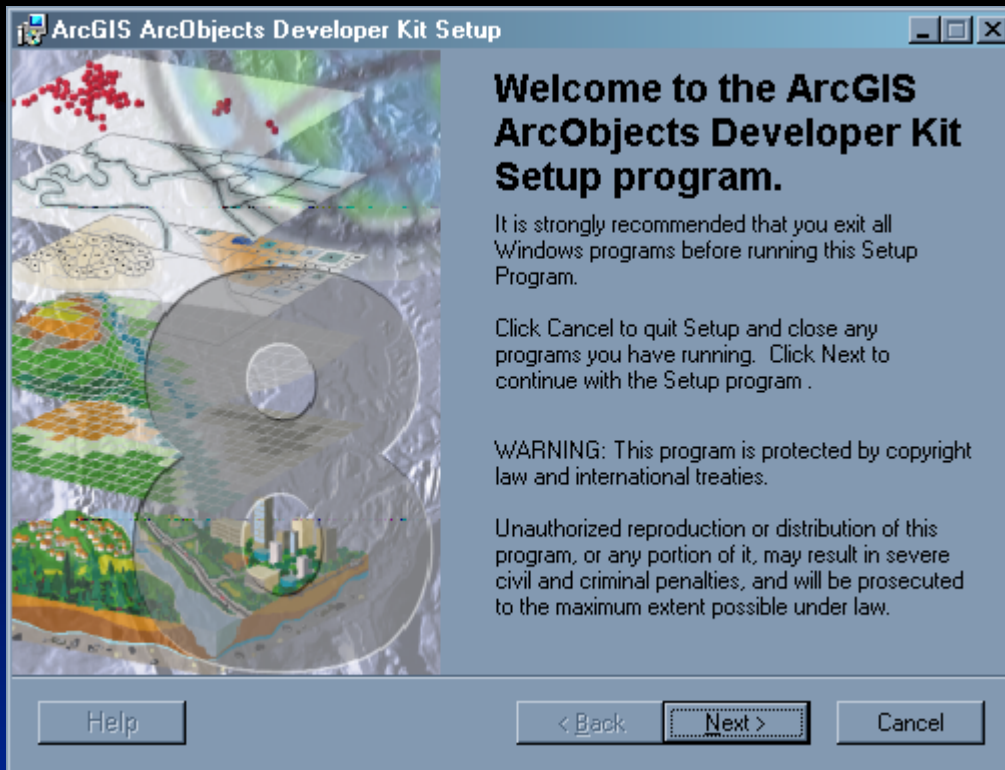 ArcGIS ArcObjects Developer Kit Setup
Welcome to the ArcGIS
ArcObjects Developer Kit
Setup program.
It is strongly recommended that you exit all
Windows programs before running this Setup
Program.
Click Cancel to quit Setup and close any
programs you have running.  Click Next to
continue with the Setup program .
WARNING: This program is protected by copyright
law and international treaties.
Unauthorized reproduction or distribution of this
program, or any portion of it, may result in severe
civil and criminal penalties, and will be prosecuted
to the maximum extent possible under law.
8
Help
< Back
Next >
Cancel